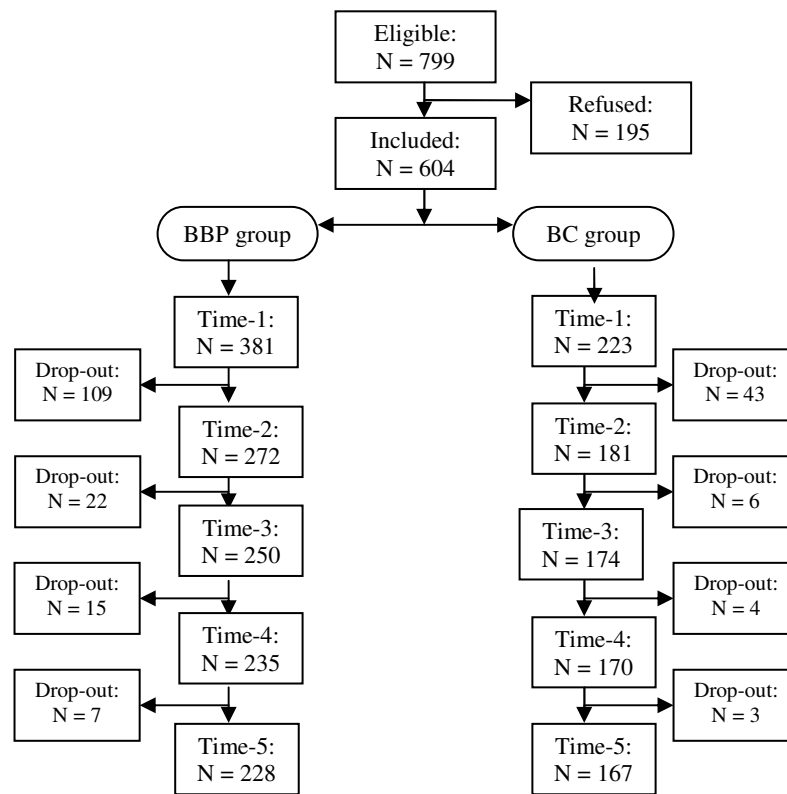 Eligible:
N = 799
Refused:
N = 195
Included:
N = 604
BBP group
BC group
Time-1:
N = 381
Time-1:
N = 223
Drop-out:
N = 109
Drop-out:
N = 43
Time-2:
N = 272
Time-2:
N = 181
Drop-out:
N = 22
Drop-out:
N = 6
Time-3:
N = 250
Time-3:
N = 174
Drop-out:
N = 15
Drop-out:
N = 4
Time-4:
N = 235
Time-4:
N = 170
Drop-out:
N = 7
Drop-out:
N = 3
Time-5:
N = 228
Time-5:
N = 167